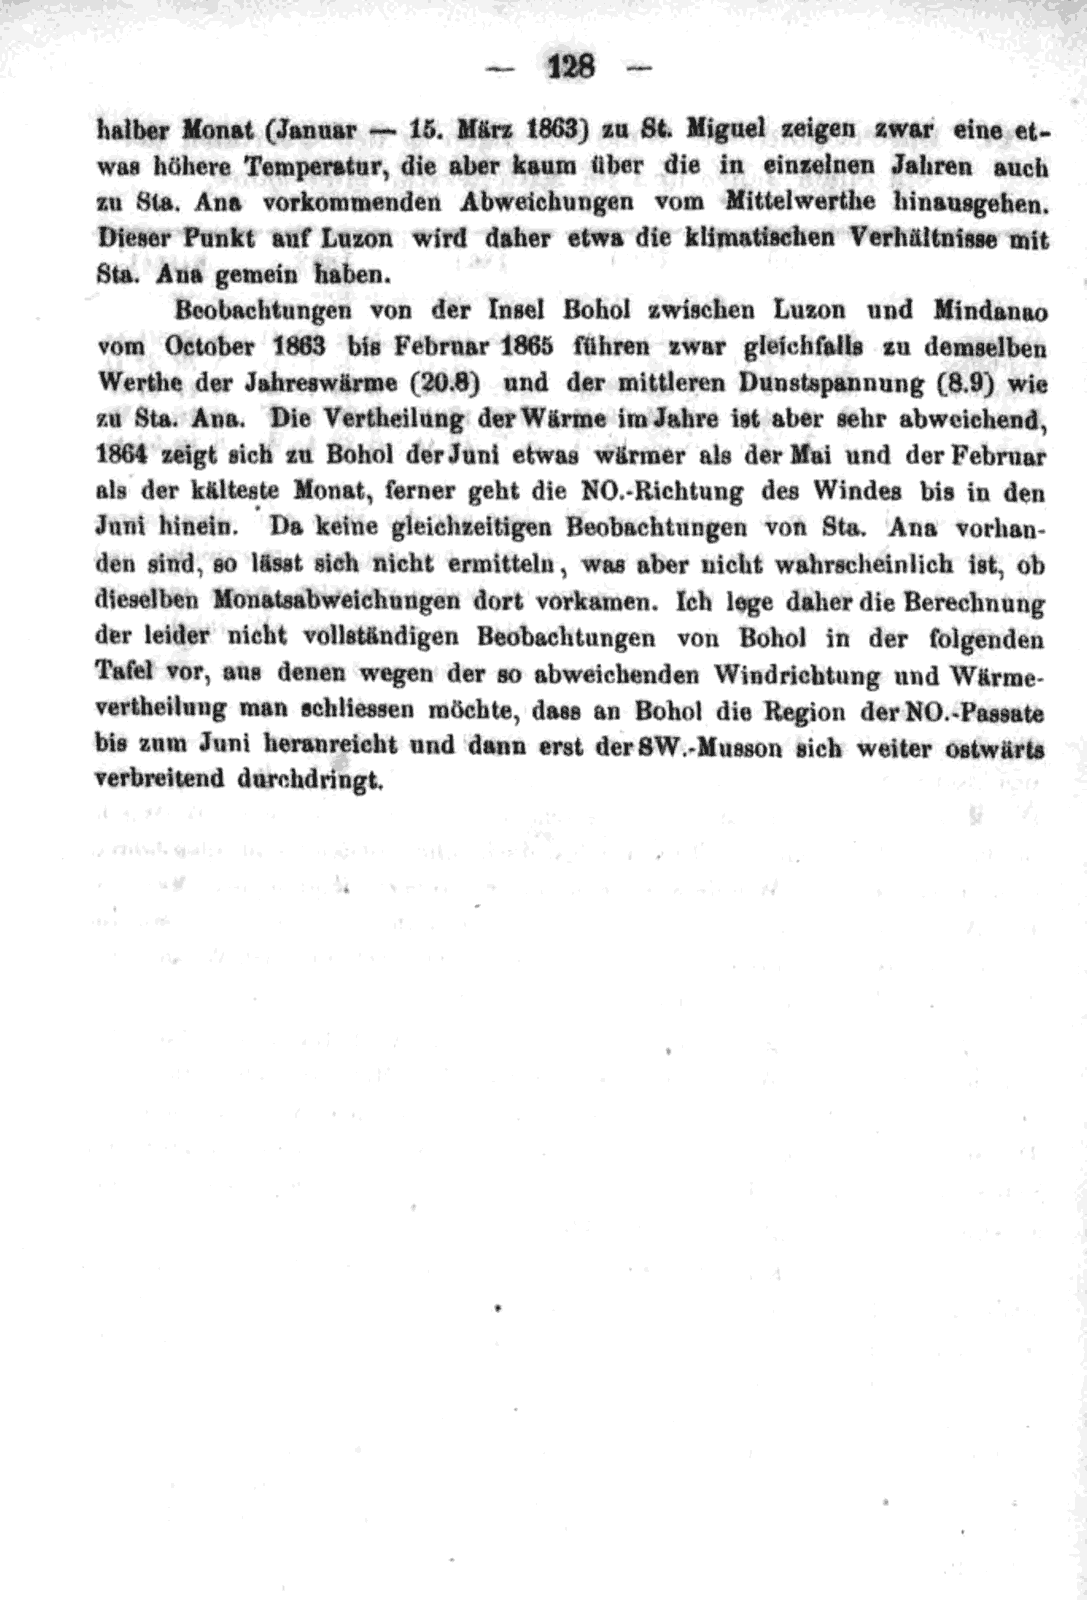 — 128 —
halber Monat (Januar — 15. März 1863) zu St. Miguel zeigen zwar eine et-
was höhere Temperatur, die aber kaum über die in einzelnen Jahren auch
zu Sta. Ana vorkommenden Abweichungen vom Mittelwerthe hinausgehen.
Dieser Punkt auf Luzon wird daher etwa die klimatischen Verhältnisse mit
Sta. Ana gemein haben.
Beobachtungen von der Insel Bohol zwischen Luzon und Mindanao
vom October 1863 bis Februar 1865 führen zwar gleichfalls zu demselben
Werthe der Jahreswärme (20.8) und der mittleren Dunstspannung (8.9) wie
zu Sta. Ana. Die Vertheilung der Wärme im Jahre ist aber sehr abweichend,
1864 zeigt sich zu Bohol der Juni etwas wärmer als der Mai und der Februar
als der kälteste Monat, ferner geht die NO.-Richtung des Windes bis in den
Juni hinein. Da keine gleichzeitigen Beobachtungen von Sta. Ana vorhan-
den sind, so lässt sich nicht ermitteln, was aber nicht wahrscheinlich ist, ob
dieselben Monatsabweichungen dort vorkamen. Ich lege daher die Berechnung
der leider nicht vollständigen Beobachtungen von Bohol in der folgenden
Tafel vor, aus denen wegen der so abweichenden Windrichtung und Wärme-
vertheilung man schliessen möchte, dass an Bohol die Region der NO.-Passate
bis zum Juni heranreicht und dann erst der SW.-Musson sich weiter ostwärts
verbreitend durchdringt.